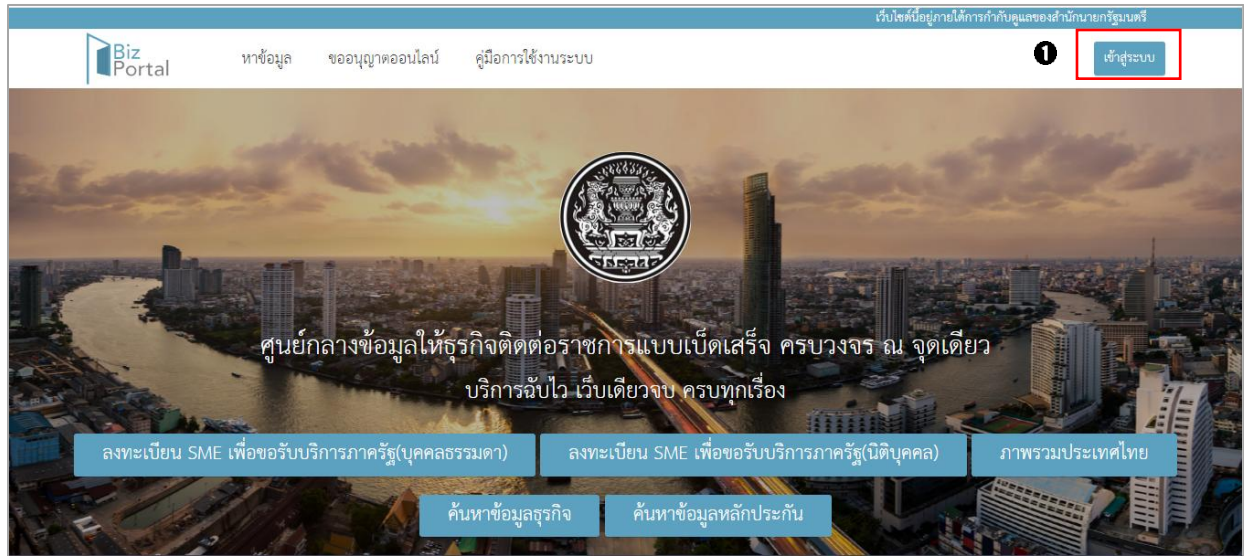 เว็บไซต์นี้อยู่ภายใต้การกำกับดูแลของสำนักนายกรัฐมนตรี
Biz
Portal
หาข้อมูล ขออนุญาตออนไลน์ คู่มือการใช้งานระบบ
1 เข้าสู่ระบบ
ศูนย์กลางข้อมูลให้ธุรกิจติดต่อราชการแบบเบ็ดเสร็จ ครบวงจร ณ จุดเดียว
บริการฉับไว เว็บเดียวจบ ครบทุกเรื่อง
ลงทะเบียน SME เพื่อขอรับบริการภาครัฐ(บุคคลธรรมดา) ลงทะเบียน SME เพื่อขอรับบริการภาครัฐ(นิติบุคคล) ภาพรวมประเทศไทย
ค้นหาข้อมูลธุรกิจ ค้นหาข้อมูลหลักประกัน